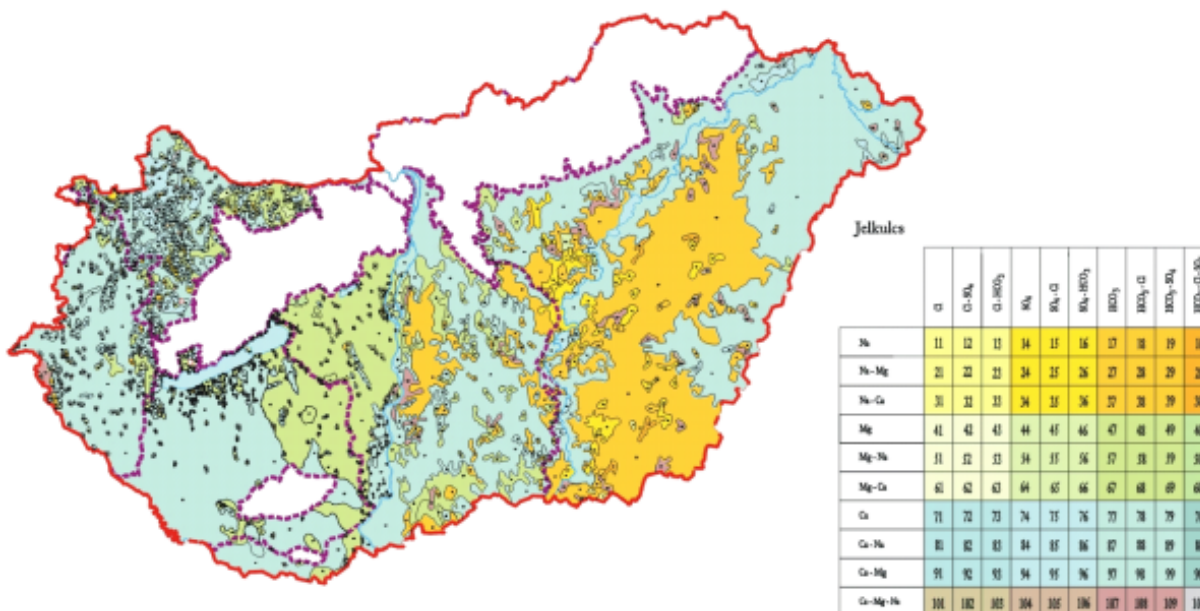 Jelkulcs
Cl Cl-SO4 Cl-HCO3 SO4 SO4-Cl SO4-HCO3 HCO3 HCO3-Cl HCO3-SO4
Na 11 12 13 14 15 16 17 18 19
Na-Mg 21 22 23 24 25 26 27 28 29
Na-Ca 31 32 33 34 35 36 37 38 39
Mg 41 42 43 44 45 46 47 48 49
Mg-Na 51 52 53 54 55 56 57 58 59
Mg-Ca 61 62 63 64 65 66 67 68 69
Ca 71 72 73 74 75 76 77 78 79
Ca-Na 81 82 83 84 85 86 87 88 89
Ca-Mg 91 92 93 94 95 96 97 98 99
Ca-Mg-Na 101 102 103 104 105 106 107 108 109